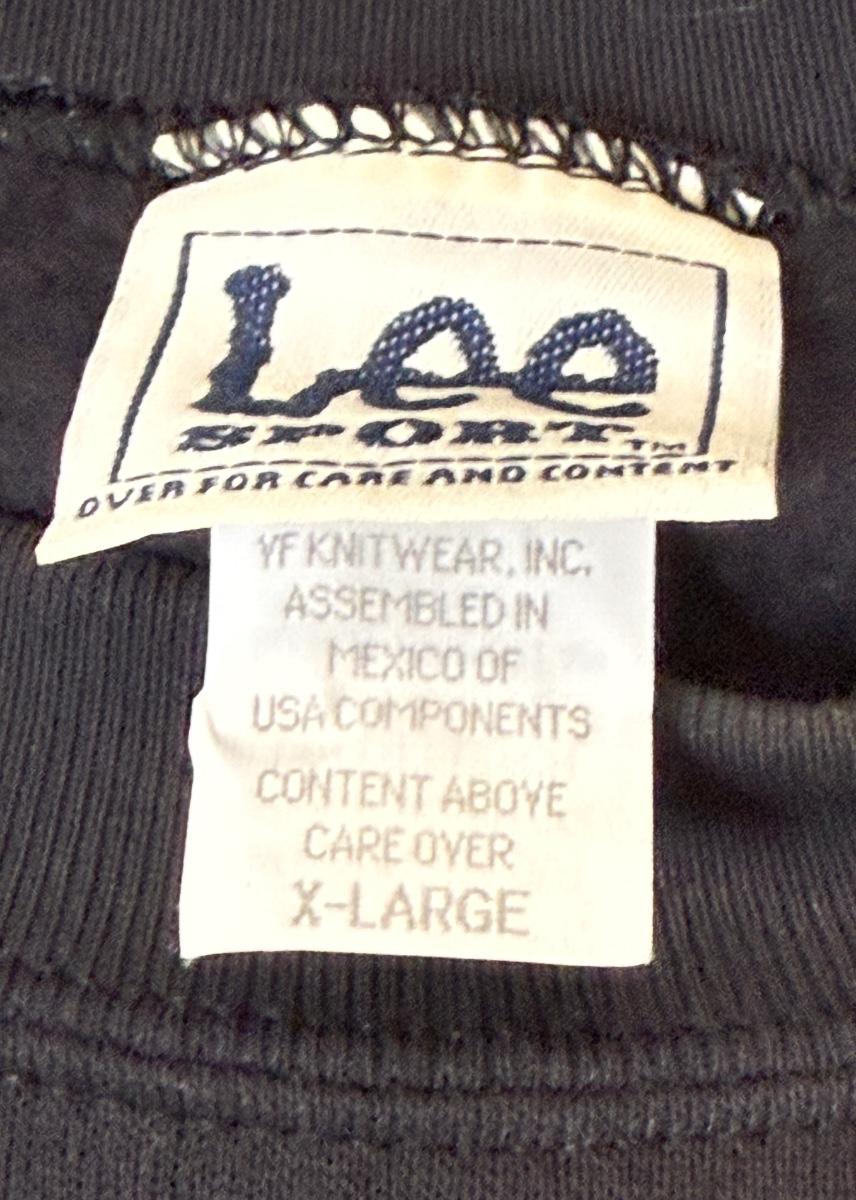 Lee
SPORT™
OVER FOR CARE AND CONTENT
VF KNITWEAR, INC.
ASSEMBLED IN
MEXICO OF
USA COMPONENTS
CONTENT ABOVE
CARE OVER
X-LARGE